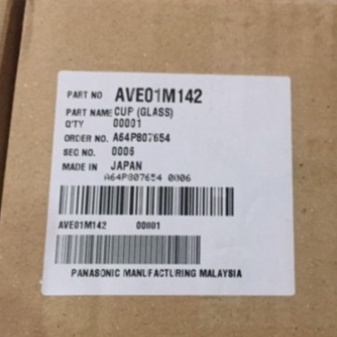 PART NO AVE01M142
PART NAME CUP (GLASS)
Q'TY 00001
ORDER NO. A64P807654
SEQ NO. 0006
MADE IN JAPAN
A64P807654 0006
AVE01M142 00001
PANASONIC MANUFACTURING MALAYSIA